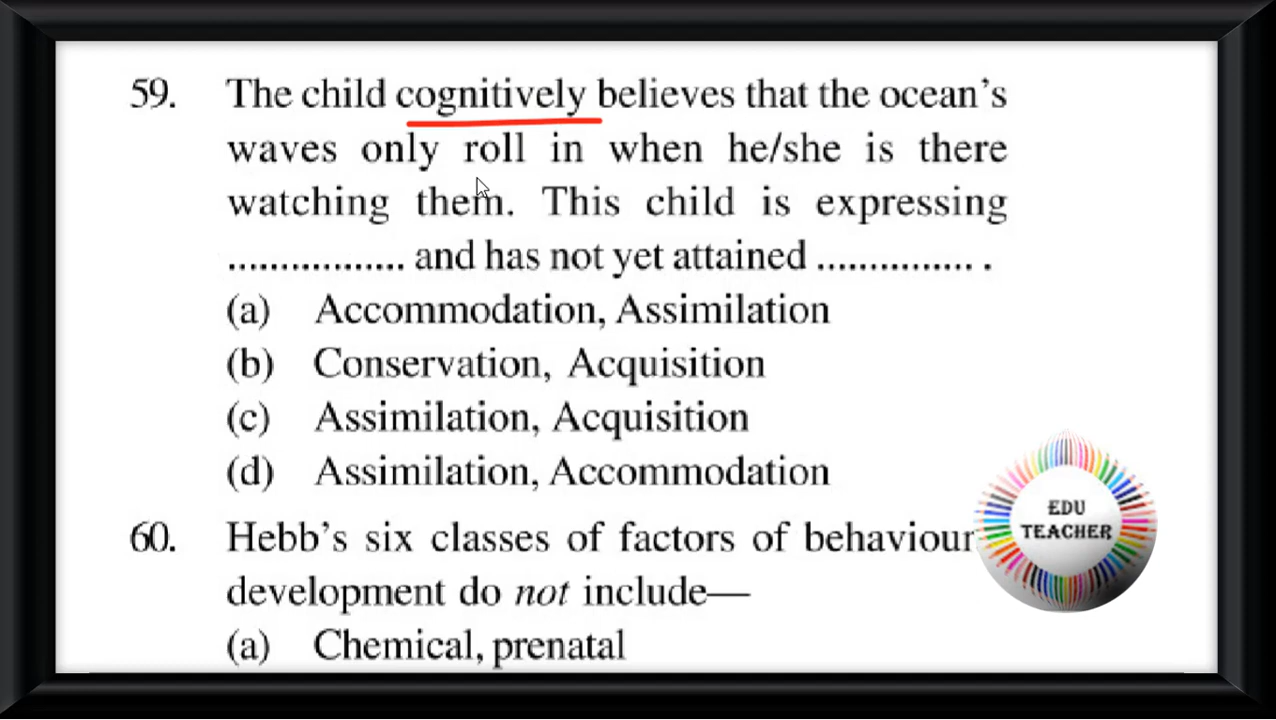 59. The child cognitively believes that the ocean's
waves only roll in when he/she is there
watching them. This child is expressing
................. and has not yet attained ............... .
(a) Accommodation, Assimilation
(b) Conservation, Acquisition
(c) Assimilation, Acquisition
(d) Assimilation, Accommodation
60. Hebb's six classes of factors of behaviour
development do not include—
(a) Chemical, prenatal
EDU
TEACHER